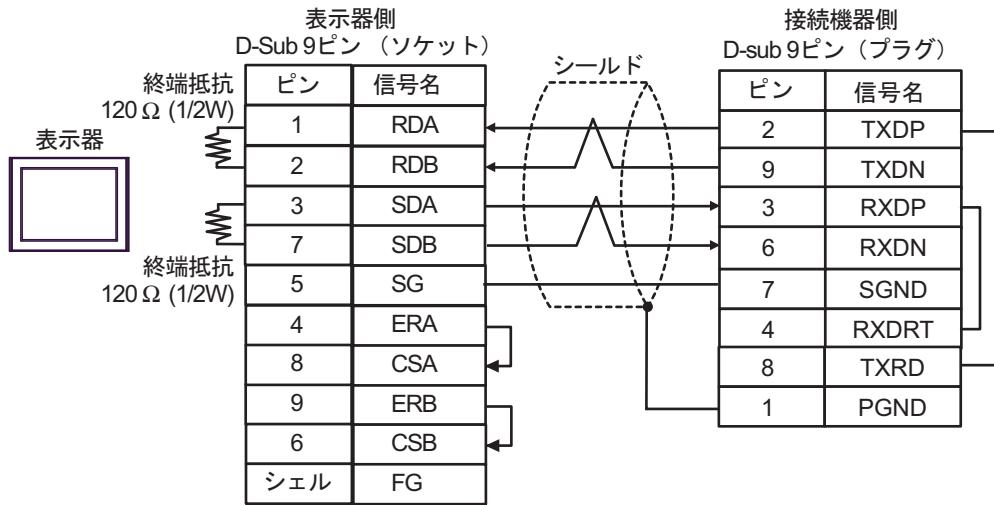 表示器側
D-Sub 9ピン （ソケット）
接続機器側
D-sub 9ピン（プラグ）
シールド
終端抵抗
120 Ω (1/2W)
表示器
終端抵抗
120 Ω (1/2W)
ピン 信号名
1 RDA
2 RDB
3 SDA
7 SDB
5 SG
4 ERA
8 CSA
9 ERB
6 CSB
シェル FG
ピン 信号名
2 TXDP
9 TXDN
3 RXDP
6 RXDN
7 SGND
4 RXDRT
8 TXRD
1 PGND